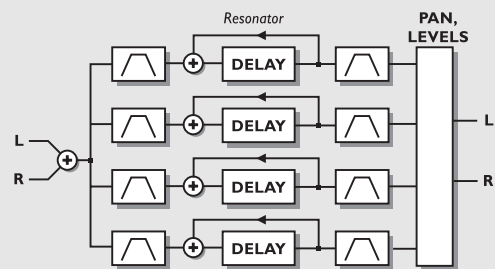 Resonator
PAN,
LEVELS
DELAY
DELAY
L
L
R
R
DELAY
DELAY